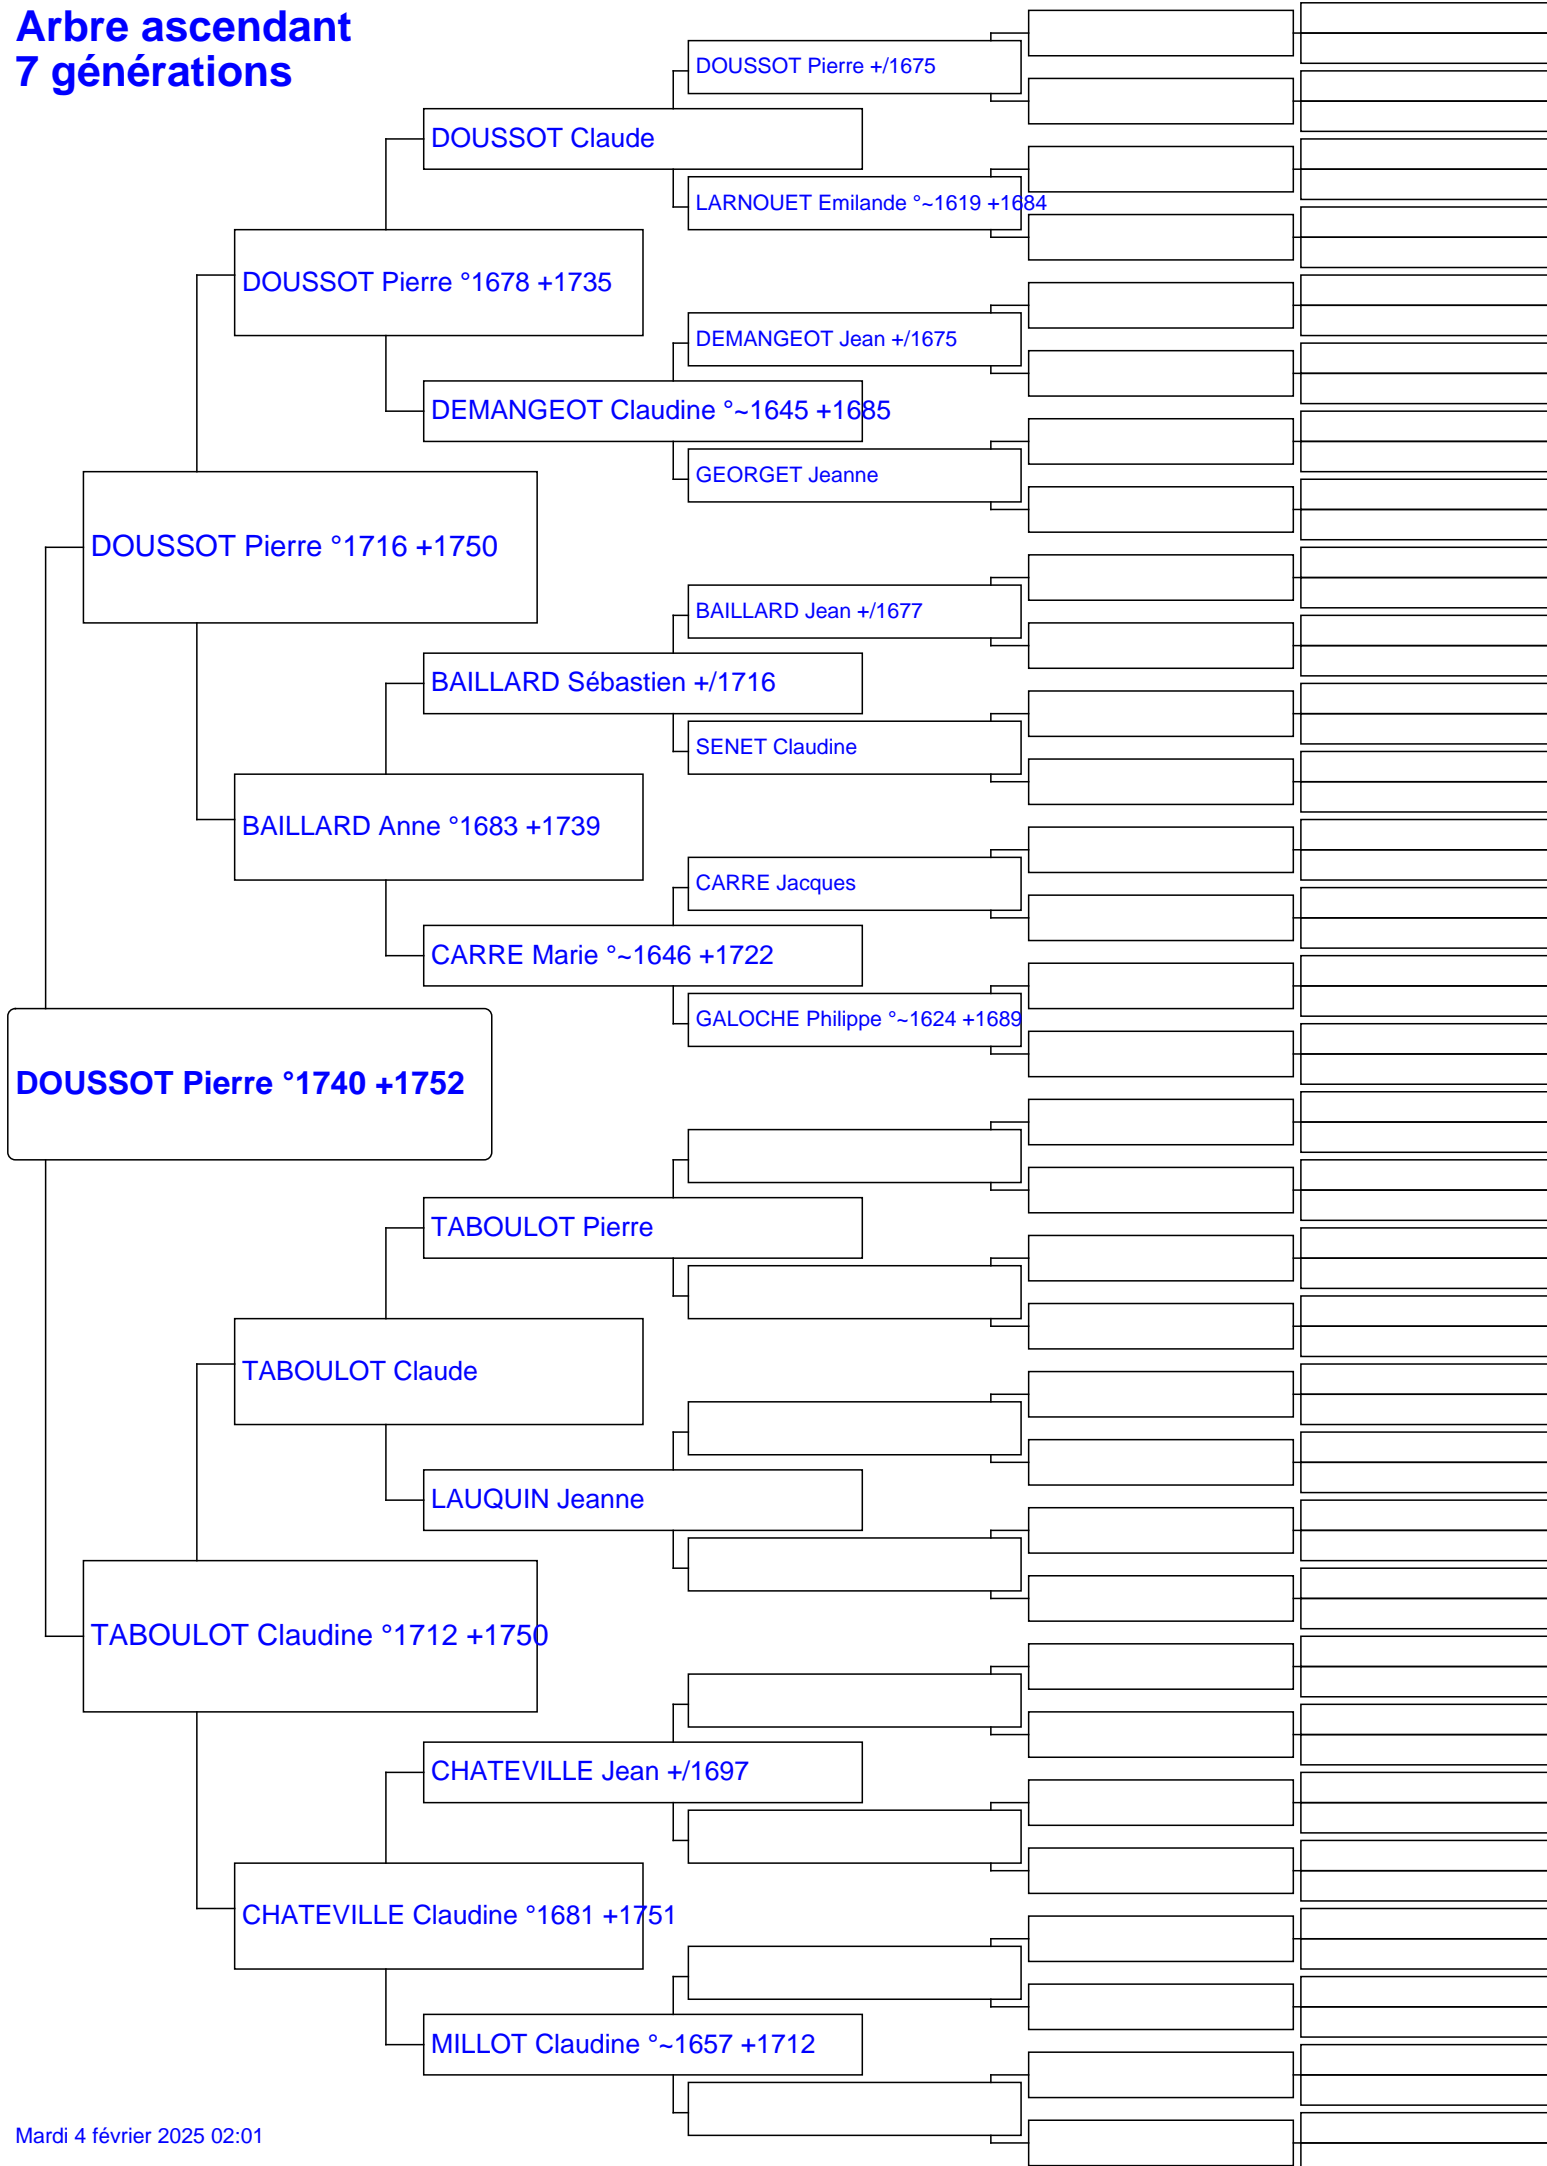 Arbre ascendant
7 générations
DOUSSOT Pierre +/1675
DOUSSOT Claude
LARNOUET Emilande °~1619 +1684
DOUSSOT Pierre °1678 +1735
DEMANGEOT Jean +/1675
DEMANGEOT Claudine °~1645 +1685
GEORGET Jeanne
DOUSSOT Pierre °1716 +1750
BAILLARD Jean +/1677
BAILLARD Sébastien +/1716
SENET Claudine
BAILLARD Anne °1683 +1739
CARRE Jacques
CARRE Marie °~1646 +1722
GALOCHE Philippe °~1624 +1689
DOUSSOT Pierre °1740 +1752
TABOULOT Pierre
TABOULOT Claude
LAUQUIN Jeanne
TABOULOT Claudine °1712 +1750
CHATEVILLE Jean +/1697
CHATEVILLE Claudine °1681 +1751
MILLOT Claudine °~1657 +1712
Mardi 4 février 2025 02:01